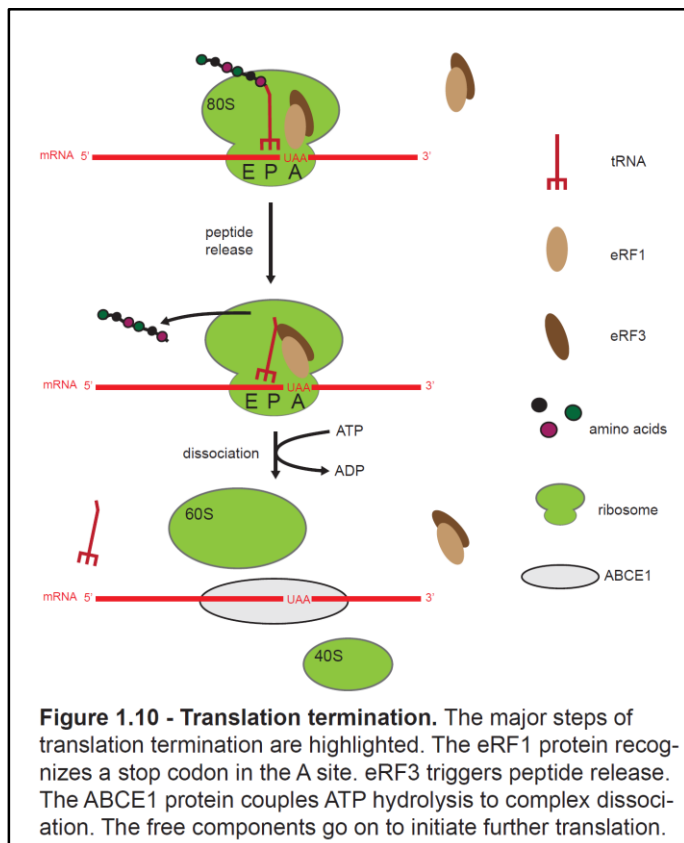 80S
mRNA 5'
UAA
3'
E P A
tRNA
peptide
release
eRF1
eRF3
mRNA 5'
UAA
3'
E P A
amino acids
dissociation
ATP
ADP
60S
ribosome
ABCE1
mRNA 5'
UAA
3'
40S
Figure 1.10 - Translation termination. The major steps of
translation termination are highlighted. The eRF1 protein recog-
nizes a stop codon in the A site. eRF3 triggers peptide release.
The ABCE1 protein couples ATP hydrolysis to complex dissoci-
ation. The free components go on to initiate further translation.